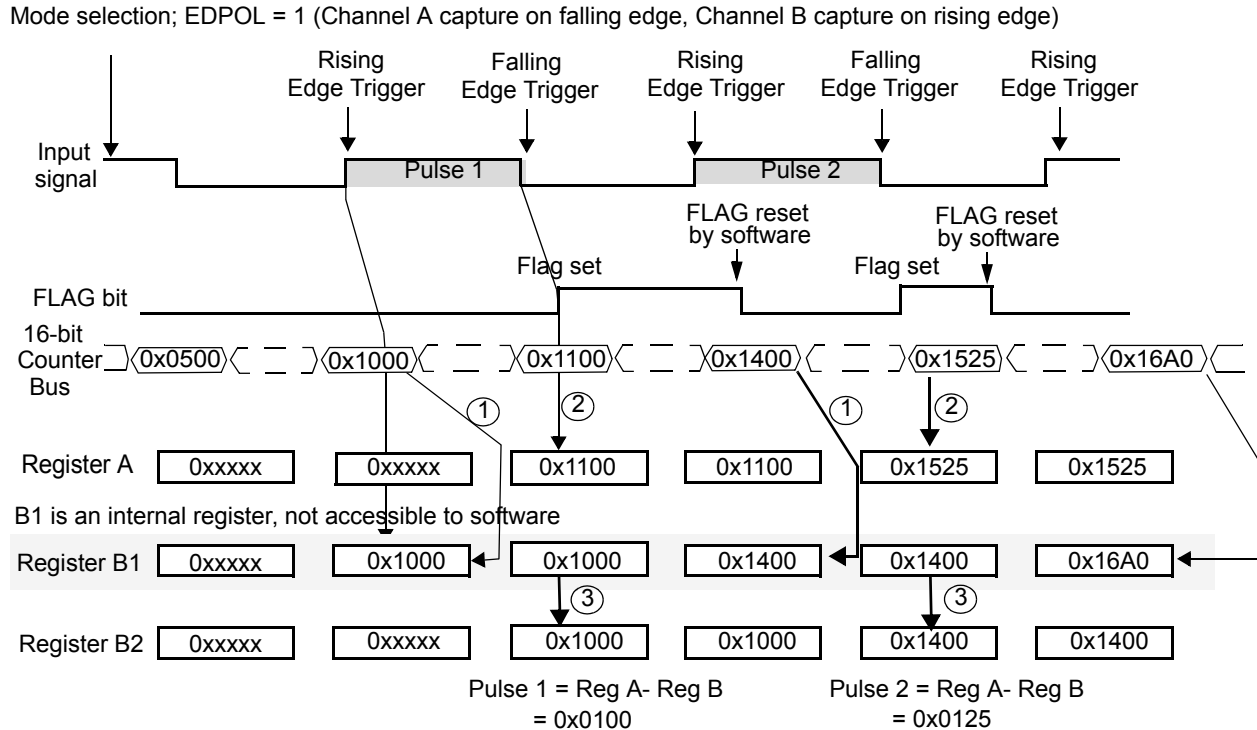 Mode selection; EDPOL = 1 (Channel A capture on falling edge, Channel B capture on rising edge)
Rising Edge Trigger
Falling Edge Trigger
Rising Edge Trigger
Falling Edge Trigger
Rising Edge Trigger
Input signal
Pulse 1
Pulse 2
FLAG reset by software
FLAG reset by software
Flag set
Flag set
FLAG bit
16-bit Counter Bus
0x0500 0x1000 0x1100 0x1400 0x1525 0x16A0
1 2 1 2
Register A 0xxxxx 0xxxxx 0x1100 0x1100 0x1525 0x1525
B1 is an internal register, not accessible to software
Register B1 0xxxxx 0x1000 0x1000 0x1400 0x1400 0x16A0
3 3
Register B2 0xxxxx 0xxxxx 0x1000 0x1000 0x1400 0x1400
Pulse 1 = Reg A- Reg B
= 0x0100
Pulse 2 = Reg A- Reg B
= 0x0125